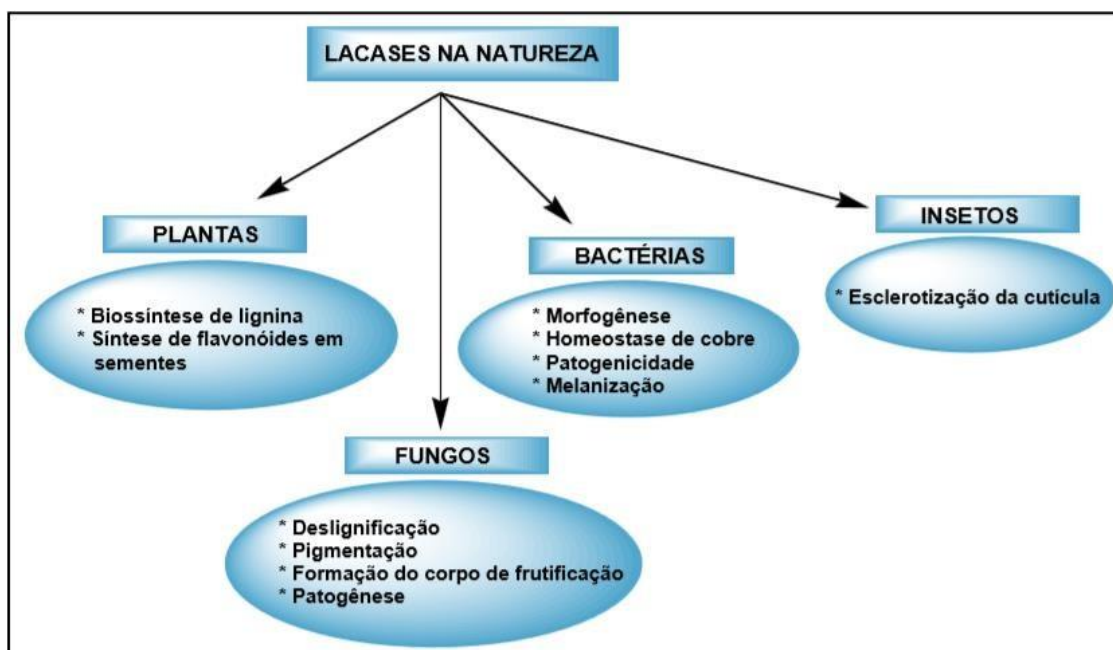 LACASES NA NATUREZA
PLANTAS
* Biossíntese de lignina
* Síntese de flavonóides em
sementes
BACTÉRIAS
* Morfogênese
* Homeostase de cobre
* Patogenicidade
* Melanização
INSETOS
* Esclerotização da cutícula
FUNGOS
* Deslignificação
* Pigmentação
* Formação do corpo de frutificação
* Patogênese